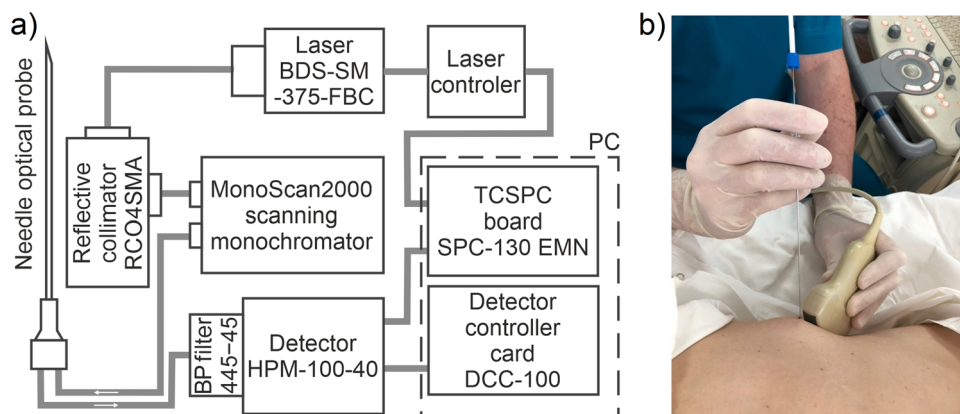 a)
Needle optical probe
Laser
BDS-SM
-375-FBC
Laser
controler
Reflective
collimator
RCO4SMA
MonoScan2000
scanning
monochromator
PC
TCSPC
board
SPC-130 EMN
BP filter
445–45
Detector
HPM-100-40
Detector
controller
card
DCC-100
b)